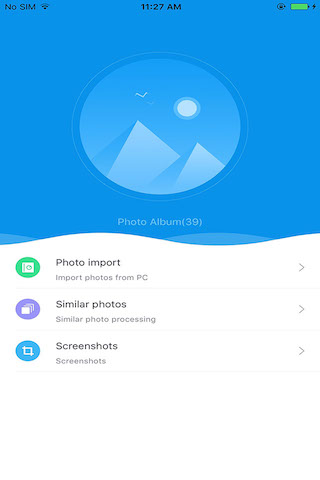 No SIM 11:27 AM
Photo Album(39)
Photo import
Import photos from PC
Similar photos
Similar photo processing
Screenshots
Screenshots